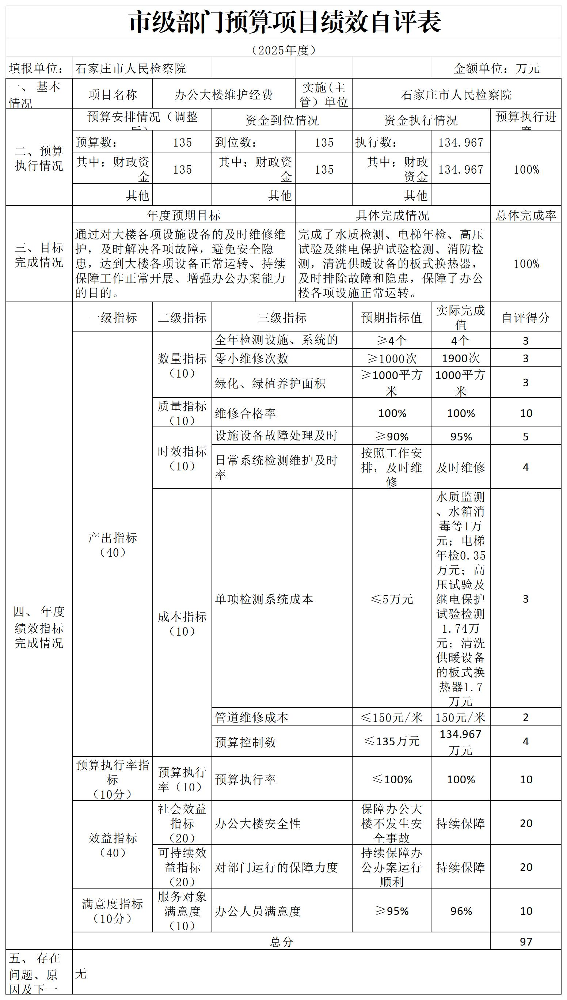 市级部门预算项目绩效自评表
（2025年度）
填报单位： 石家庄市人民检察院 金额单位：万元
一、 基本
情况
项目名称
办公大楼维护经费
实施(主
管）单位
石家庄市人民检察院
二、预算
执行情况
预算安排情况（调整
后）
资金到位情况
资金执行情况
预算执行进
度
预算数： 135 到位数： 135 执行数： 134.967
其中：财政资
金
135
其中：财政资
金
135
其中：财政
资金
134.967
100%
其他 其他 其他
三、目标
完成情况
年度预期目标 具体完成情况 总体完成率
通过对大楼各项设施设备的及时维修维
护，及时解决各项故障，避免安全隐
患，达到大楼各项设备正常运转、持续
保障工作正常开展、增强办公办案能力
的目的。
完成了水质检测、电梯年检、高压
试验及继电保护试验检测、消防检
测，清洗供暖设备的板式换热器，
及时排除故障和隐患，保障了办公
楼各项设施正常运转。
100%
四、 年度
绩效指标
完成情况
一级指标 二级指标 三级指标 预期指标值
实际完成
值
自评得分
产出指标
（40）
数量指标
（10）
全年检测设施、系统的 ≥4个 4个 3
零小维修次数 ≥1000次 1900次 3
绿化、绿植养护面积
≥1000平方
米
1000平方
米
3
质量指标
（10）
维修合格率 100% 100% 10
时效指标
（10）
设施设备故障处理及时 ≥90% 95% 5
日常系统检测维护及时
率
按照工作安
排，及时维
修
及时维修
4
成本指标
（10）
单项检测系统成本
≤5万元
水质监测
、水箱消
毒等1万
元；电梯
年检0.35
万元；高
压试验及
继电保护
试验检测
1.74万
元；清洗
供暖设备
的板式换
热器1.7
万元
3
管道维修成本 ≤150元/米 150元/米 2
预算控制数 ≤135万元
134.967
万元
4
预算执行率指
标
（10分）
预算执行
率（10）
预算执行率 ≤100% 100% 10
效益指标
（40）
社会效益
指标
（20）
办公大楼安全性
保障办公大
楼不发生安
全事故
持续保障
20
可持续效
益指标
（20）
对部门运行的保障力度
持续保障办
公办案运行
顺利
持续保障
20
满意度指标
（10分）
服务对象
满意度
（10）
办公人员满意度 ≥95% 96% 10
总分 97
五、 存在
问题、原
因及下一
无